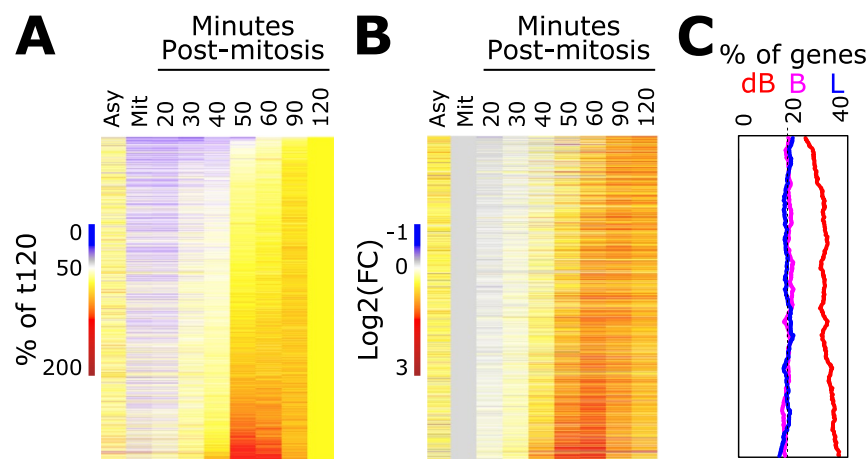 A
Minutes
Post-mitosis
Asy
Mit
20
30
40
50
60
90
120
% of t120
0
50
200
B
Minutes
Post-mitosis
Asy
Mit
20
30
40
50
60
90
120
Log2(FC)
-1
0
3
C
% of genes
dB B L
0
20
40